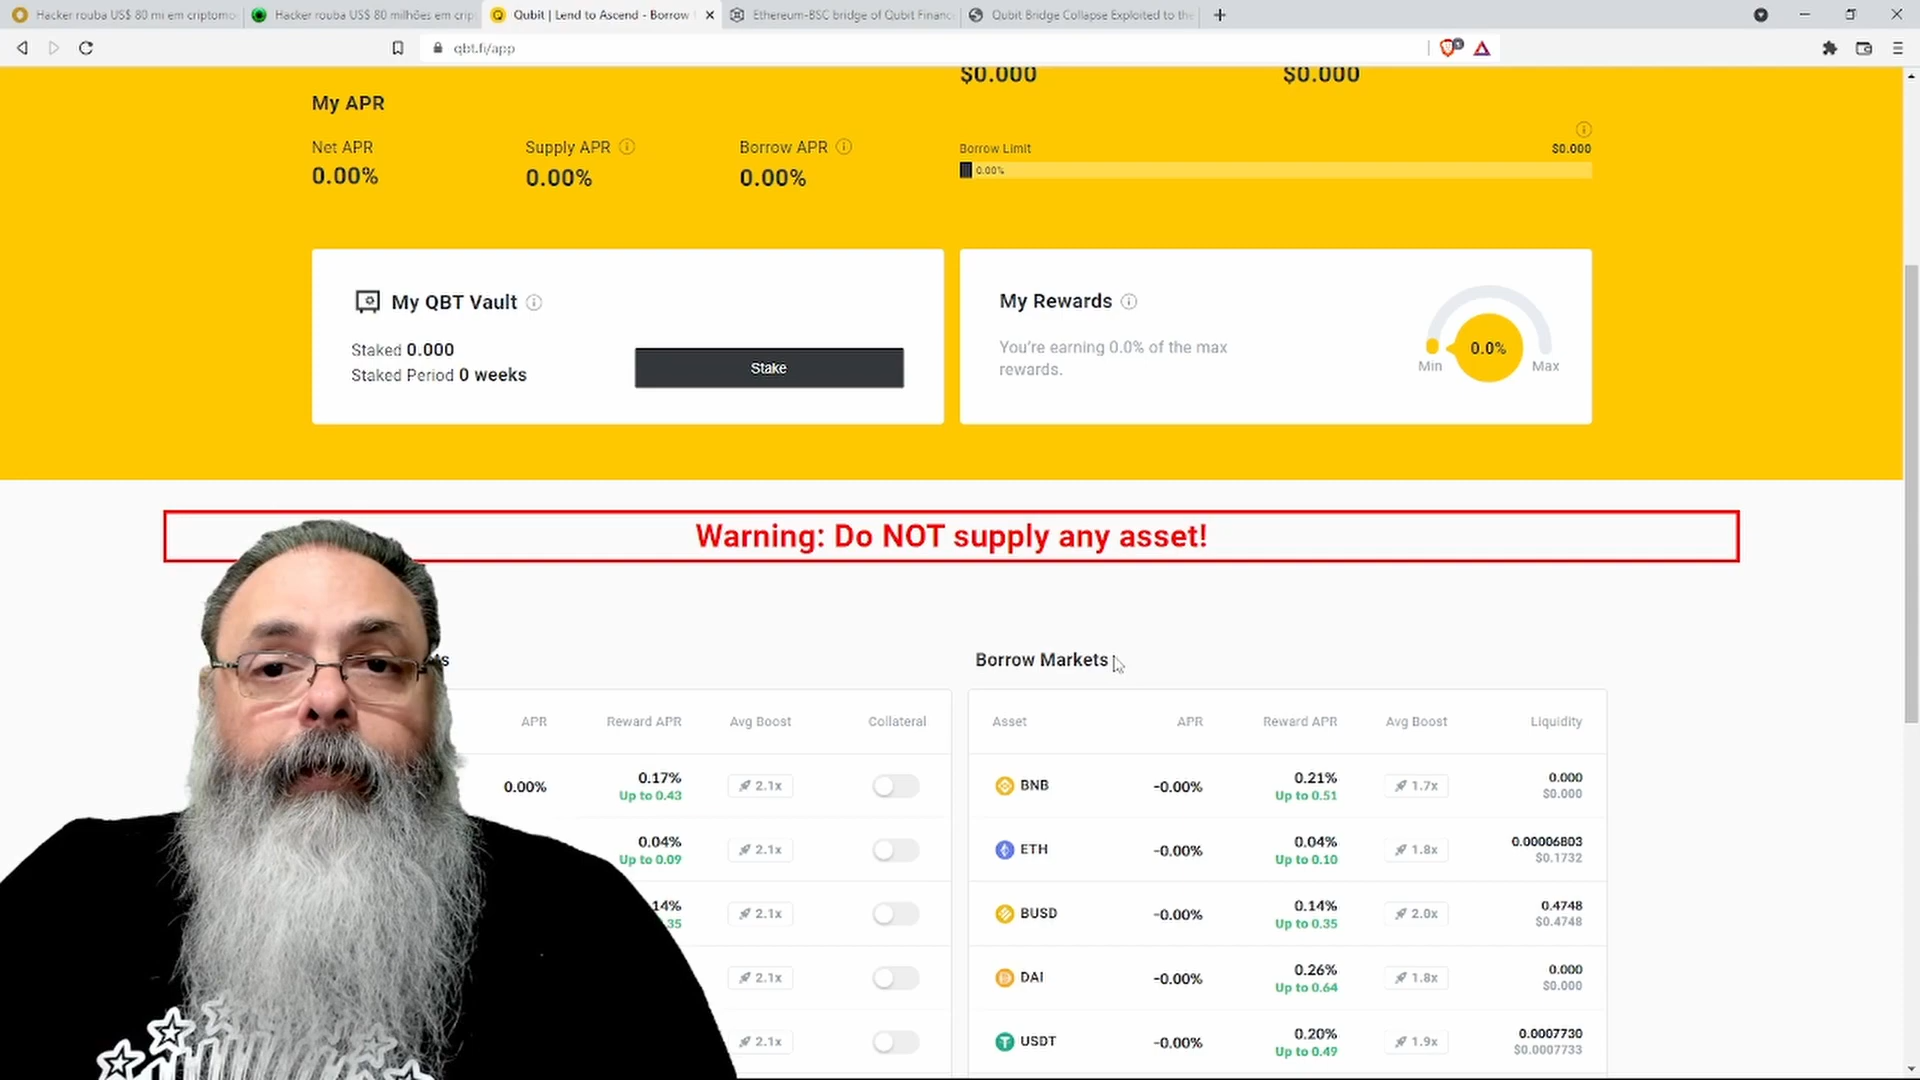 Hacker rouba US$ 80 mi em criptomo
Hacker rouba US$ 80 milhões em crip
Qubit | Lend to Ascend - Borrow
Ethereum-BSC bridge of Qubit Financ
Qubit Bridge Collapse Exploited to the
qbt.fi/app
$0.000
$0.000
My APR
Net APR
Supply APR
Borrow APR
0.00%
0.00%
0.00%
Borrow Limit
$0.000
0.00%
My QBT Vault
Staked 0.000
Staked Period 0 weeks
Stake
My Rewards
You're earning 0.0% of the max
rewards.
0.0%
Min
Max
Warning: Do NOT supply any asset!
Borrow Markets
APR
Reward APR
Avg Boost
Collateral
0.00%
0.17%
Up to 0.43
2.1x
0.04%
Up to 0.09
2.1x
14%
.35
2.1x
2.1x
2.1x
Asset
APR
Reward APR
Avg Boost
Liquidity
BNB
-0.00%
0.21%
Up to 0.51
1.7x
0.000
$0.000
ETH
-0.00%
0.04%
Up to 0.10
1.8x
0.00006803
$0.1732
BUSD
-0.00%
0.14%
Up to 0.35
2.0x
0.4748
$0.4748
DAI
-0.00%
0.26%
Up to 0.64
1.8x
0.000
$0.000
USDT
-0.00%
0.20%
Up to 0.49
1.9x
0.0007730
$0.0007733